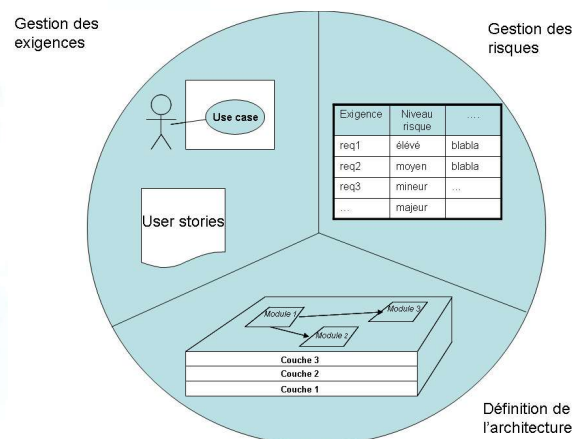 Gestion des
exigences
Gestion des
risques
Use case
User stories
Exigence Niveau risque ....
req1 élévé blabla
req2 moyen blabla
req3 mineur ...
... majeur
Module 1
Module 3
Module 2
Couche 3
Couche 2
Couche 1
Définition de
l'architecture